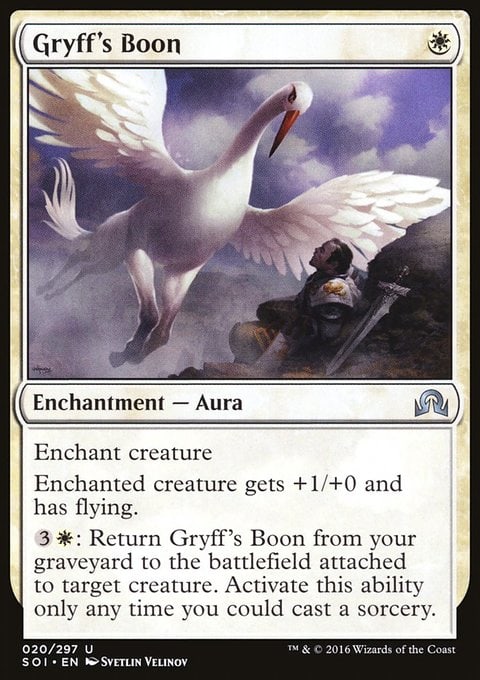 Gryff's Boon
Enchantment — Aura
Enchant creature
Enchanted creature gets +1/+0 and
has flying.
3: Return Gryff's Boon from your
graveyard to the battlefield attached
to target creature. Activate this ability
only any time you could cast a sorcery.
020/297 U
SOI • EN Svetlin Velinov
™ & © 2016 Wizards of the Coast